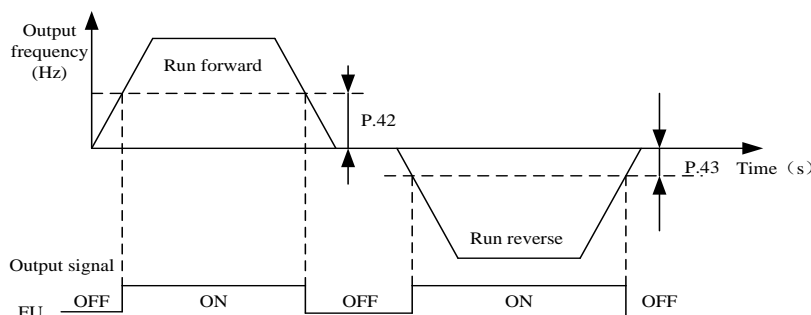 Output
frequency
(Hz)
Run forward
P.42
P.43
Time（s）
Run reverse
Output signal
FU
OFF
ON
OFF
ON
OFF